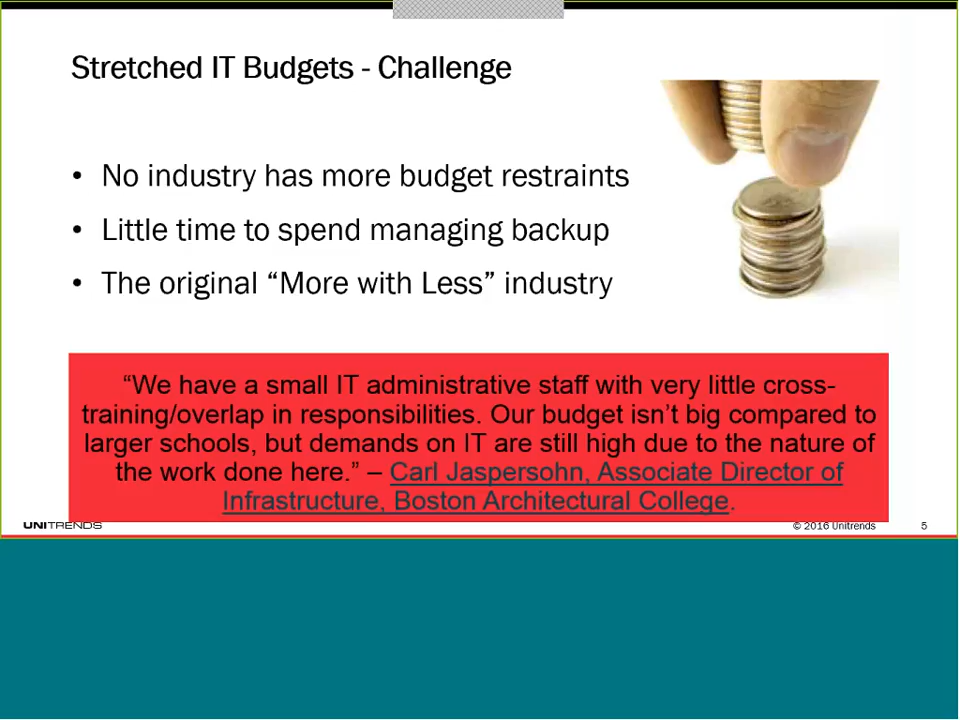 Stretched IT Budgets - Challenge
• No industry has more budget restraints
• Little time to spend managing backup
• The original “More with Less” industry
“We have a small IT administrative staff with very little cross-
training/overlap in responsibilities. Our budget isn’t big compared to
larger schools, but demands on IT are still high due to the nature of
the work done here.” – Carl Jaspersohn, Associate Director of
Infrastructure, Boston Architectural College.
UNITRENDS © 2016 Unitrends 5